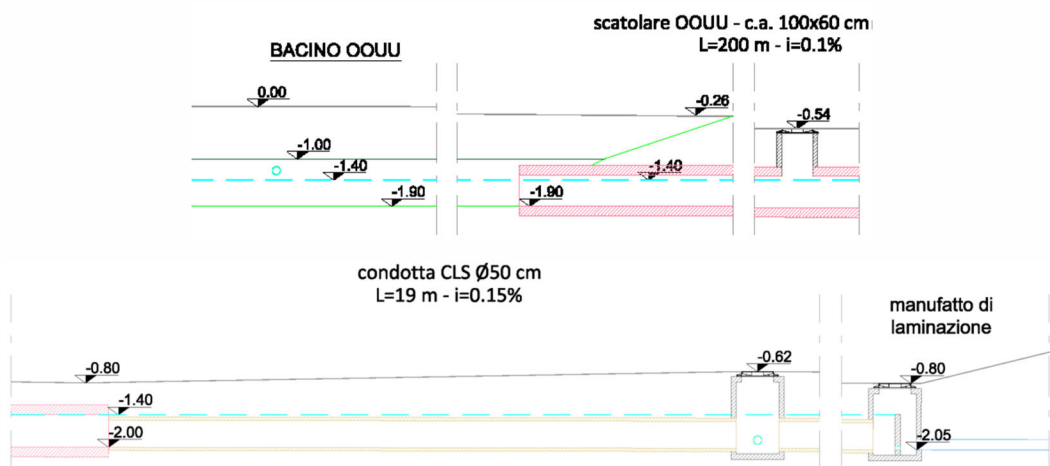 scatolare OOUU - c.a. 100x60 cm
L=200 m - i=0.1%
BACINO OOUU
0.00
-0.26
-0.54
-1.00
-1.40
-1.40
-1.90
-1.90
condotta CLS Ø50 cm
L=19 m - i=0.15%
manufatto di
laminazione
-0.80
-0.62
-0.80
-1.40
-2.00
-2.05